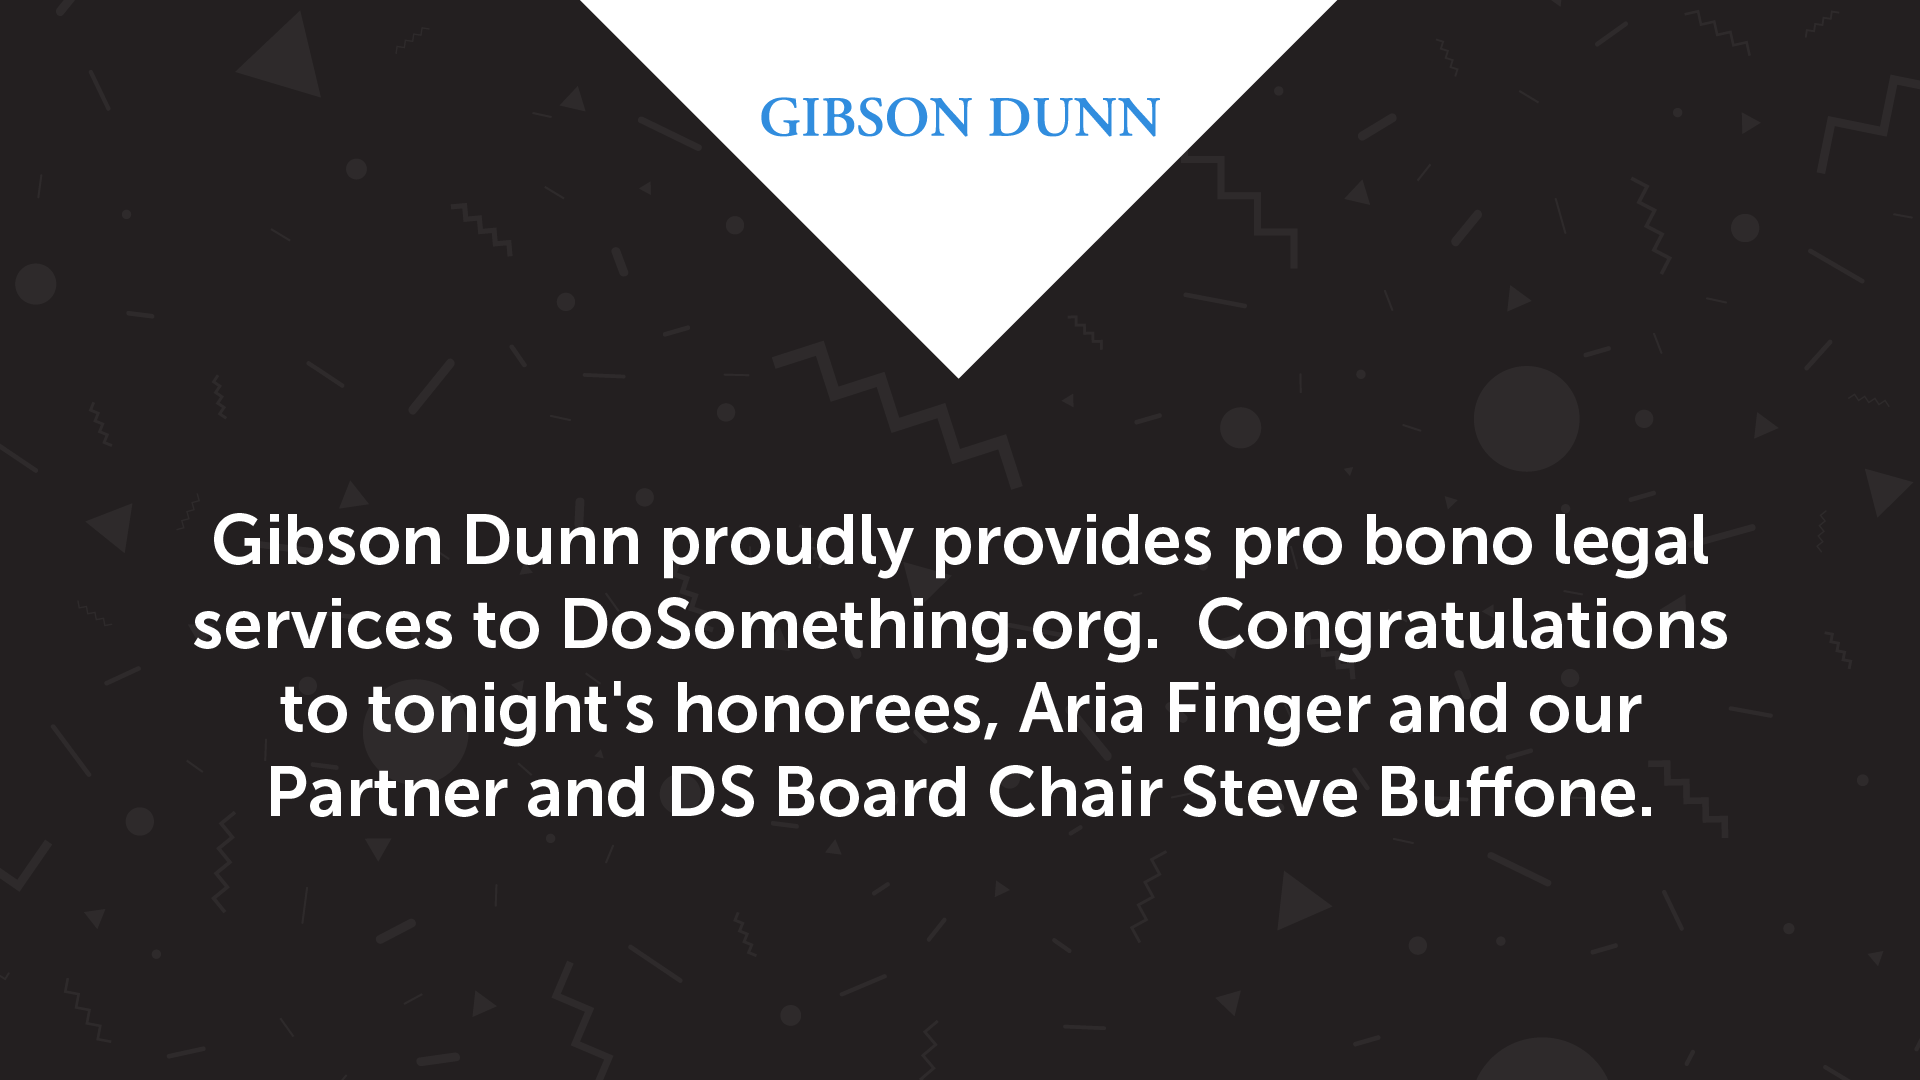 GIBSON DUNN
Gibson Dunn proudly provides pro bono legal
services to DoSomething.org.  Congratulations
to tonight's honorees, Aria Finger and our
Partner and DS Board Chair Steve Buffone.